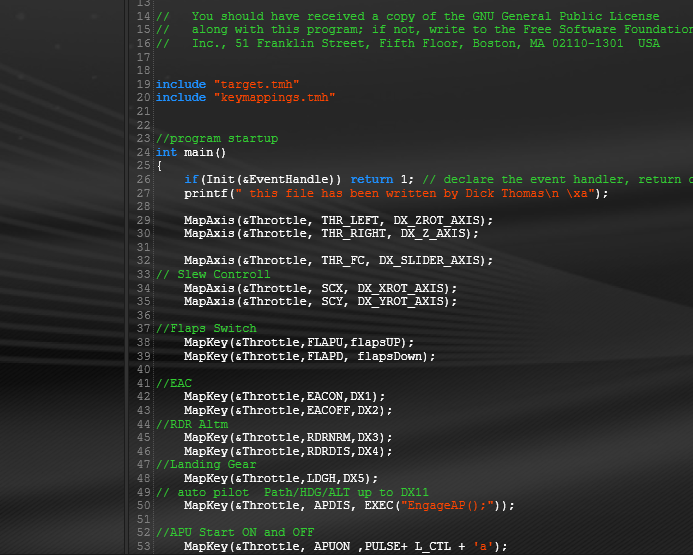 13
14 //   You should have received a copy of the GNU General Public License
15 //   along with this program; if not, write to the Free Software Foundation
16 //   Inc., 51 Franklin Street, Fifth Floor, Boston, MA 02110-1301  USA
17
18
19 include "target.tmh"
20 include "keymappings.tmh"
21
22
23 //program startup
24 int main()
25 {
26     if(Init(&EventHandle)) return 1; // declare the event handler, return
27     printf(" this file has been written by Dick Thomas\n \xa");
28
29     MapAxis(&Throttle, THR_LEFT, DX_ZROT_AXIS);
30     MapAxis(&Throttle, THR_RIGHT, DX_Z_AXIS);
31
32     MapAxis(&Throttle, THR_FC, DX_SLIDER_AXIS);
33 // Slew Controll
34     MapAxis(&Throttle, SCX, DX_XROT_AXIS);
35     MapAxis(&Throttle, SCY, DX_YROT_AXIS);
36
37 //Flaps Switch
38     MapKey(&Throttle,FLAPU,flapsUP);
39     MapKey(&Throttle,FLAPD, flapsDown);
40
41 //EAC
42     MapKey(&Throttle,EACON,DX1);
43     MapKey(&Throttle,EACOFF,DX2);
44 //RDR Altm
45     MapKey(&Throttle,RDRNRM,DX3);
46     MapKey(&Throttle,RDRDIS,DX4);
47 //Landing Gear
48     MapKey(&Throttle,LDGH,DX5);
49 // auto pilot  Path/HDG/ALT up to DX11
50     MapKey(&Throttle, APDIS, EXEC("EngageAP();"));
51
52 //APU Start ON and OFF
53     MapKey(&Throttle, APUON ,PULSE+ L_CTL + 'a');